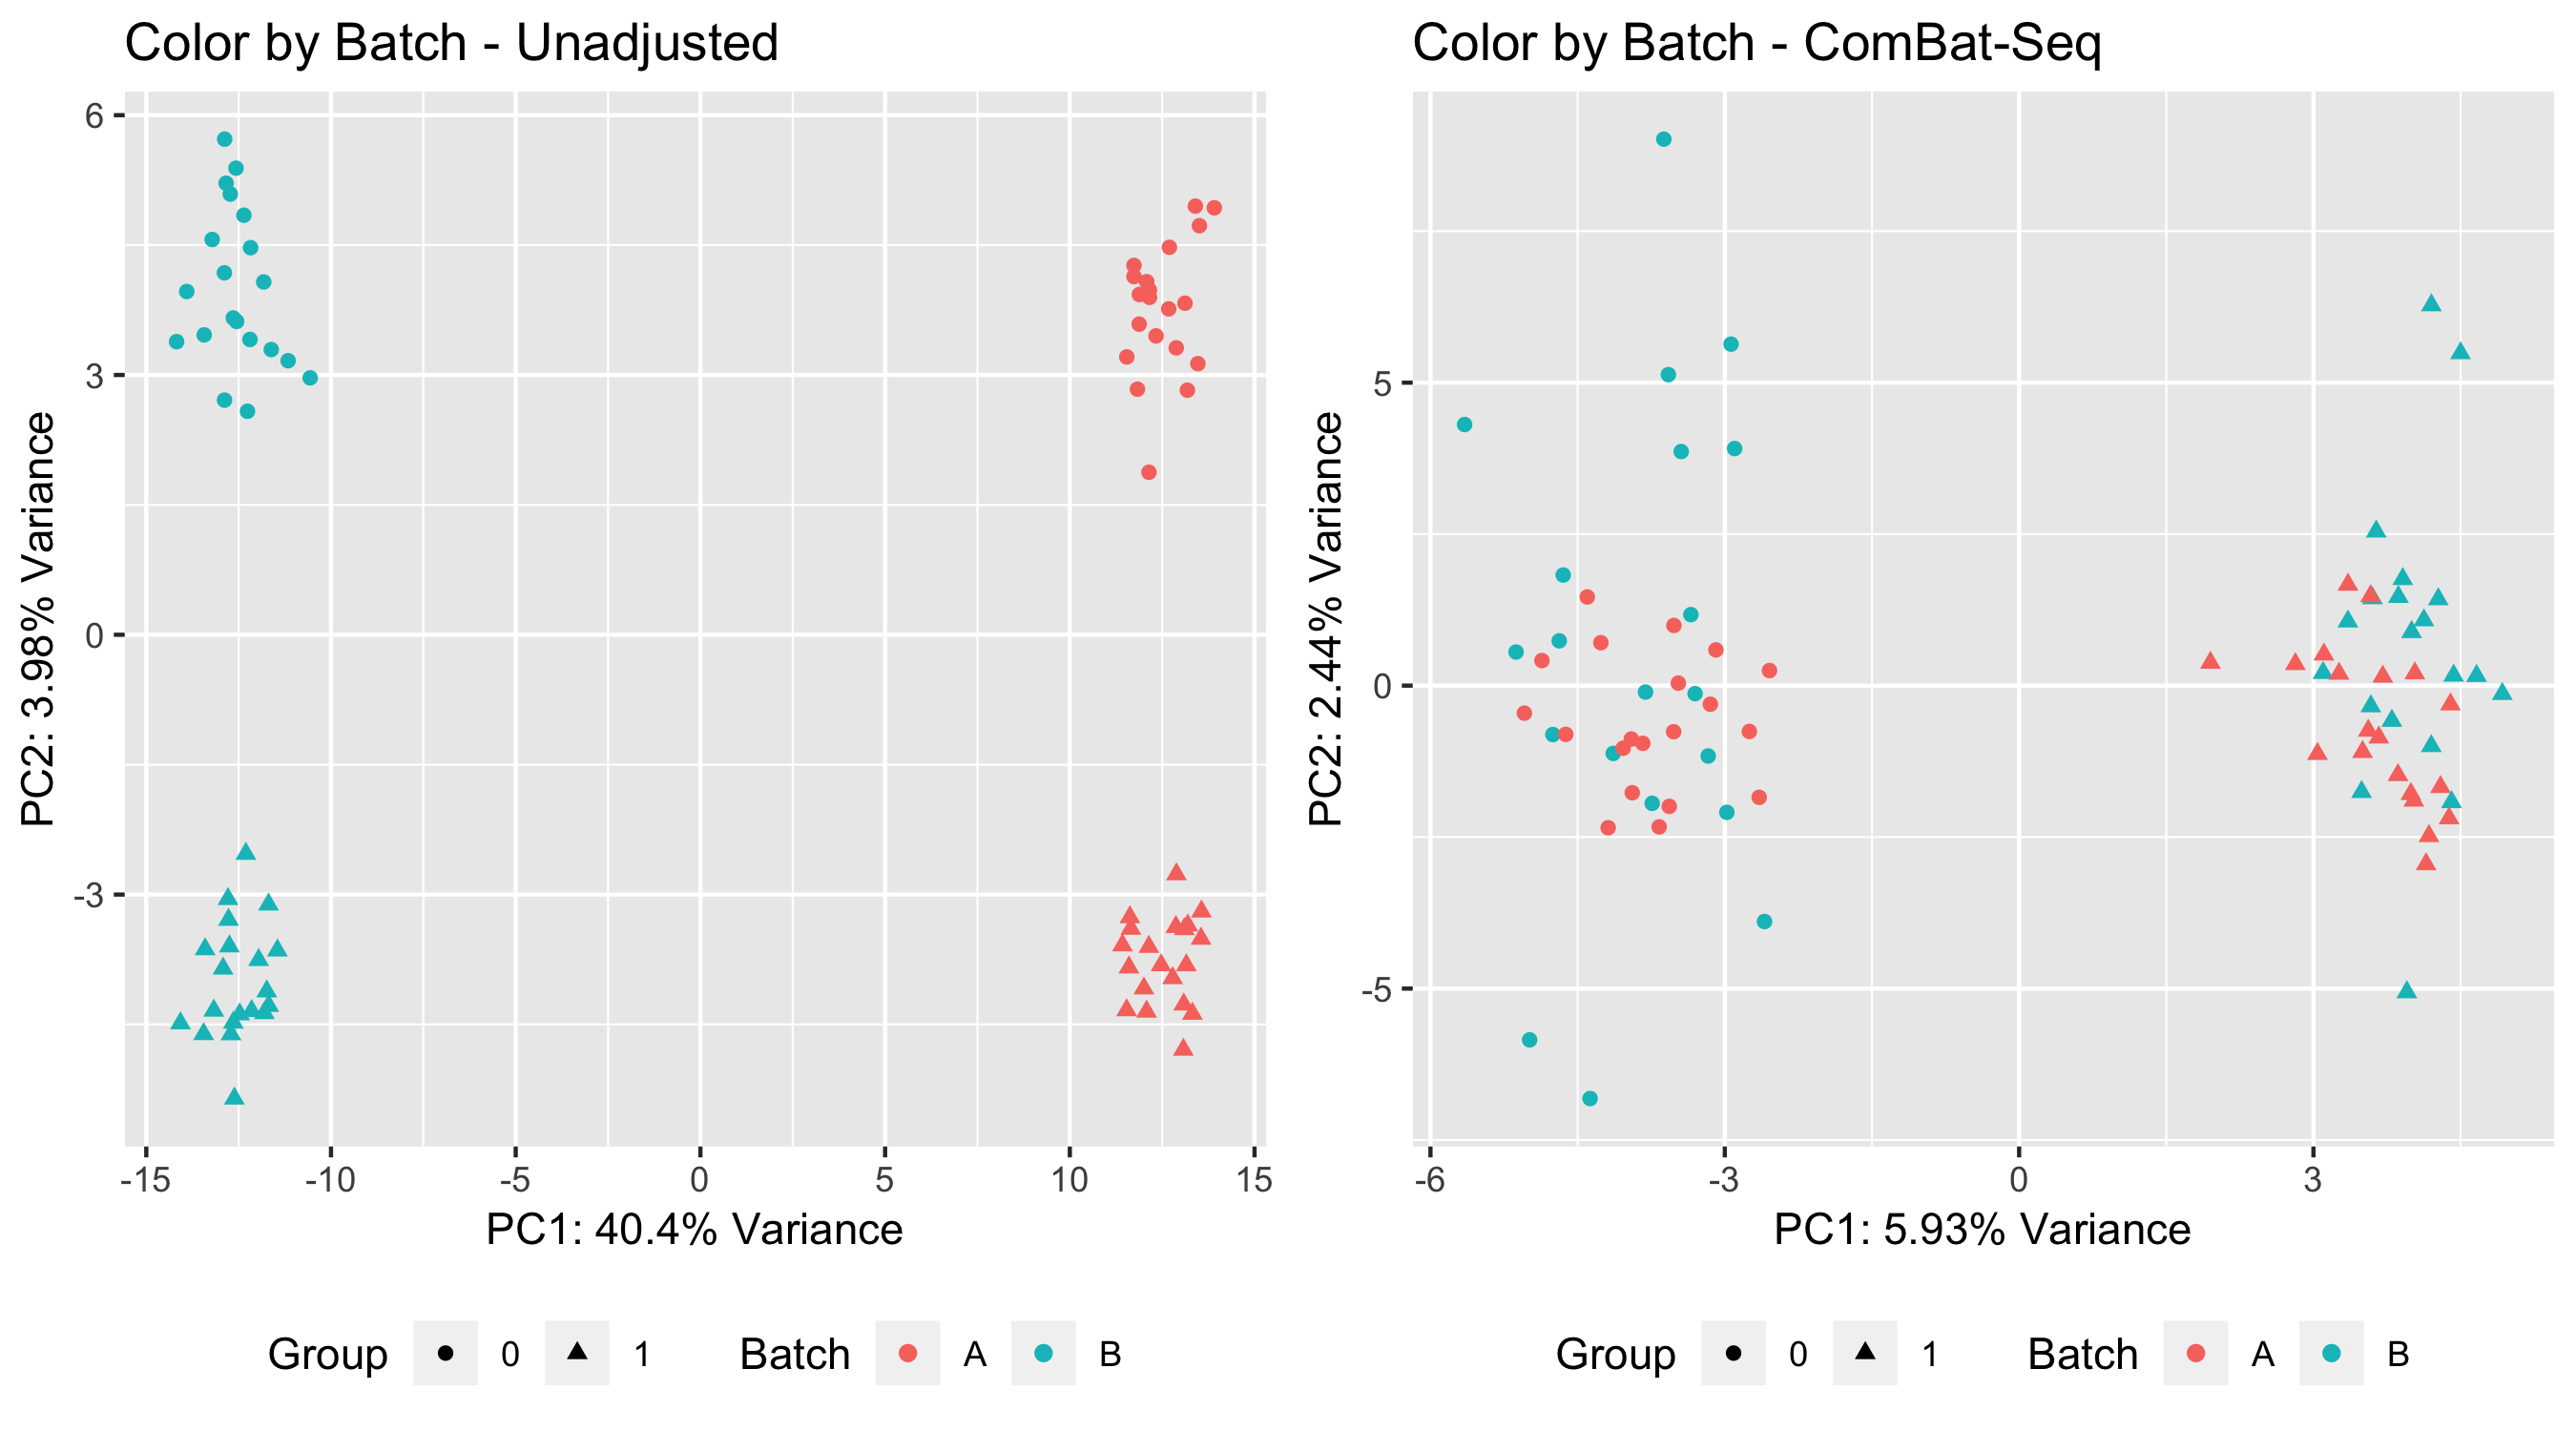 Color by Batch - Unadjusted
6
3
0
-3
PC2: 3.98% Variance
-15 -10 -5 0 5 10 15
PC1: 40.4% Variance
Group 0 1 Batch A B
Color by Batch - ComBat-Seq
5
0
-5
PC2: 2.44% Variance
-6 -3 0 3
PC1: 5.93% Variance
Group 0 1 Batch A B